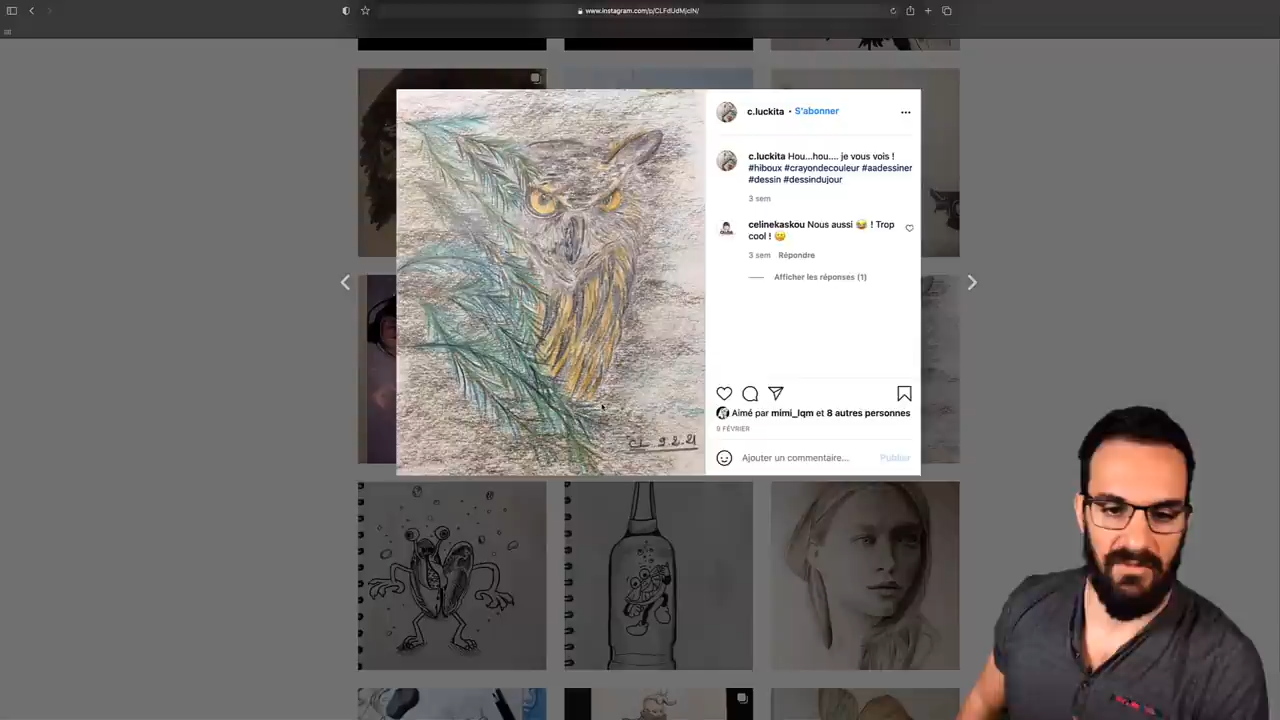 www.instagram.com/p/CLFdUdMjclN/
c.luckita • S'abonner
c.luckita Hou...hou.... je vous vois !
#hiboux #crayondecouleur #aadessiner
#dessin #dessindujour
3 sem
celinekaskou Nous aussi 😂 ! Trop
cool ! 😀
3 sem Répondre
Afficher les réponses (1)
Aimé par mimi_lqm et 8 autres personnes
9 FÉVRIER
Ajouter un commentaire... Publier
CL 9.2.21